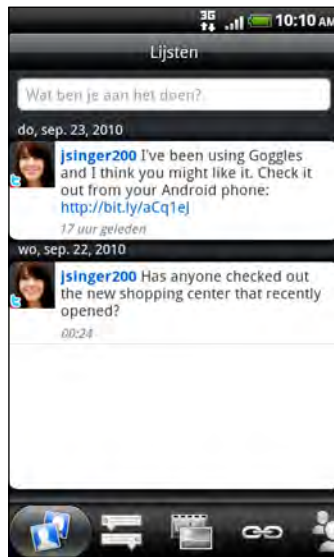 3G 10:10 AM
Lijsten
Wat ben je aan het doen?
do, sep. 23, 2010
jsinger200 I've been using Goggles
and I think you might like it. Check it
out from your Android phone:
http://bit.ly/aCq1eJ
17 uur geleden
wo, sep. 22, 2010
jsinger200 Has anyone checked out
the new shopping center that recently
opened?
00:24